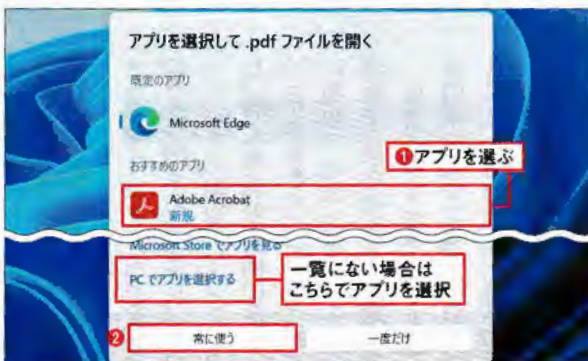 アプリを選択して .pdf ファイルを開く
既定のアプリ
Microsoft Edge
おすすめのアプリ
❶アプリを選ぶ
Adobe Acrobat
新規
Microsoft Store でアプリを見る
PC でアプリを選択する
一覧にない場合は
こちらでアプリを選択
❷
常に使う
一度だけ